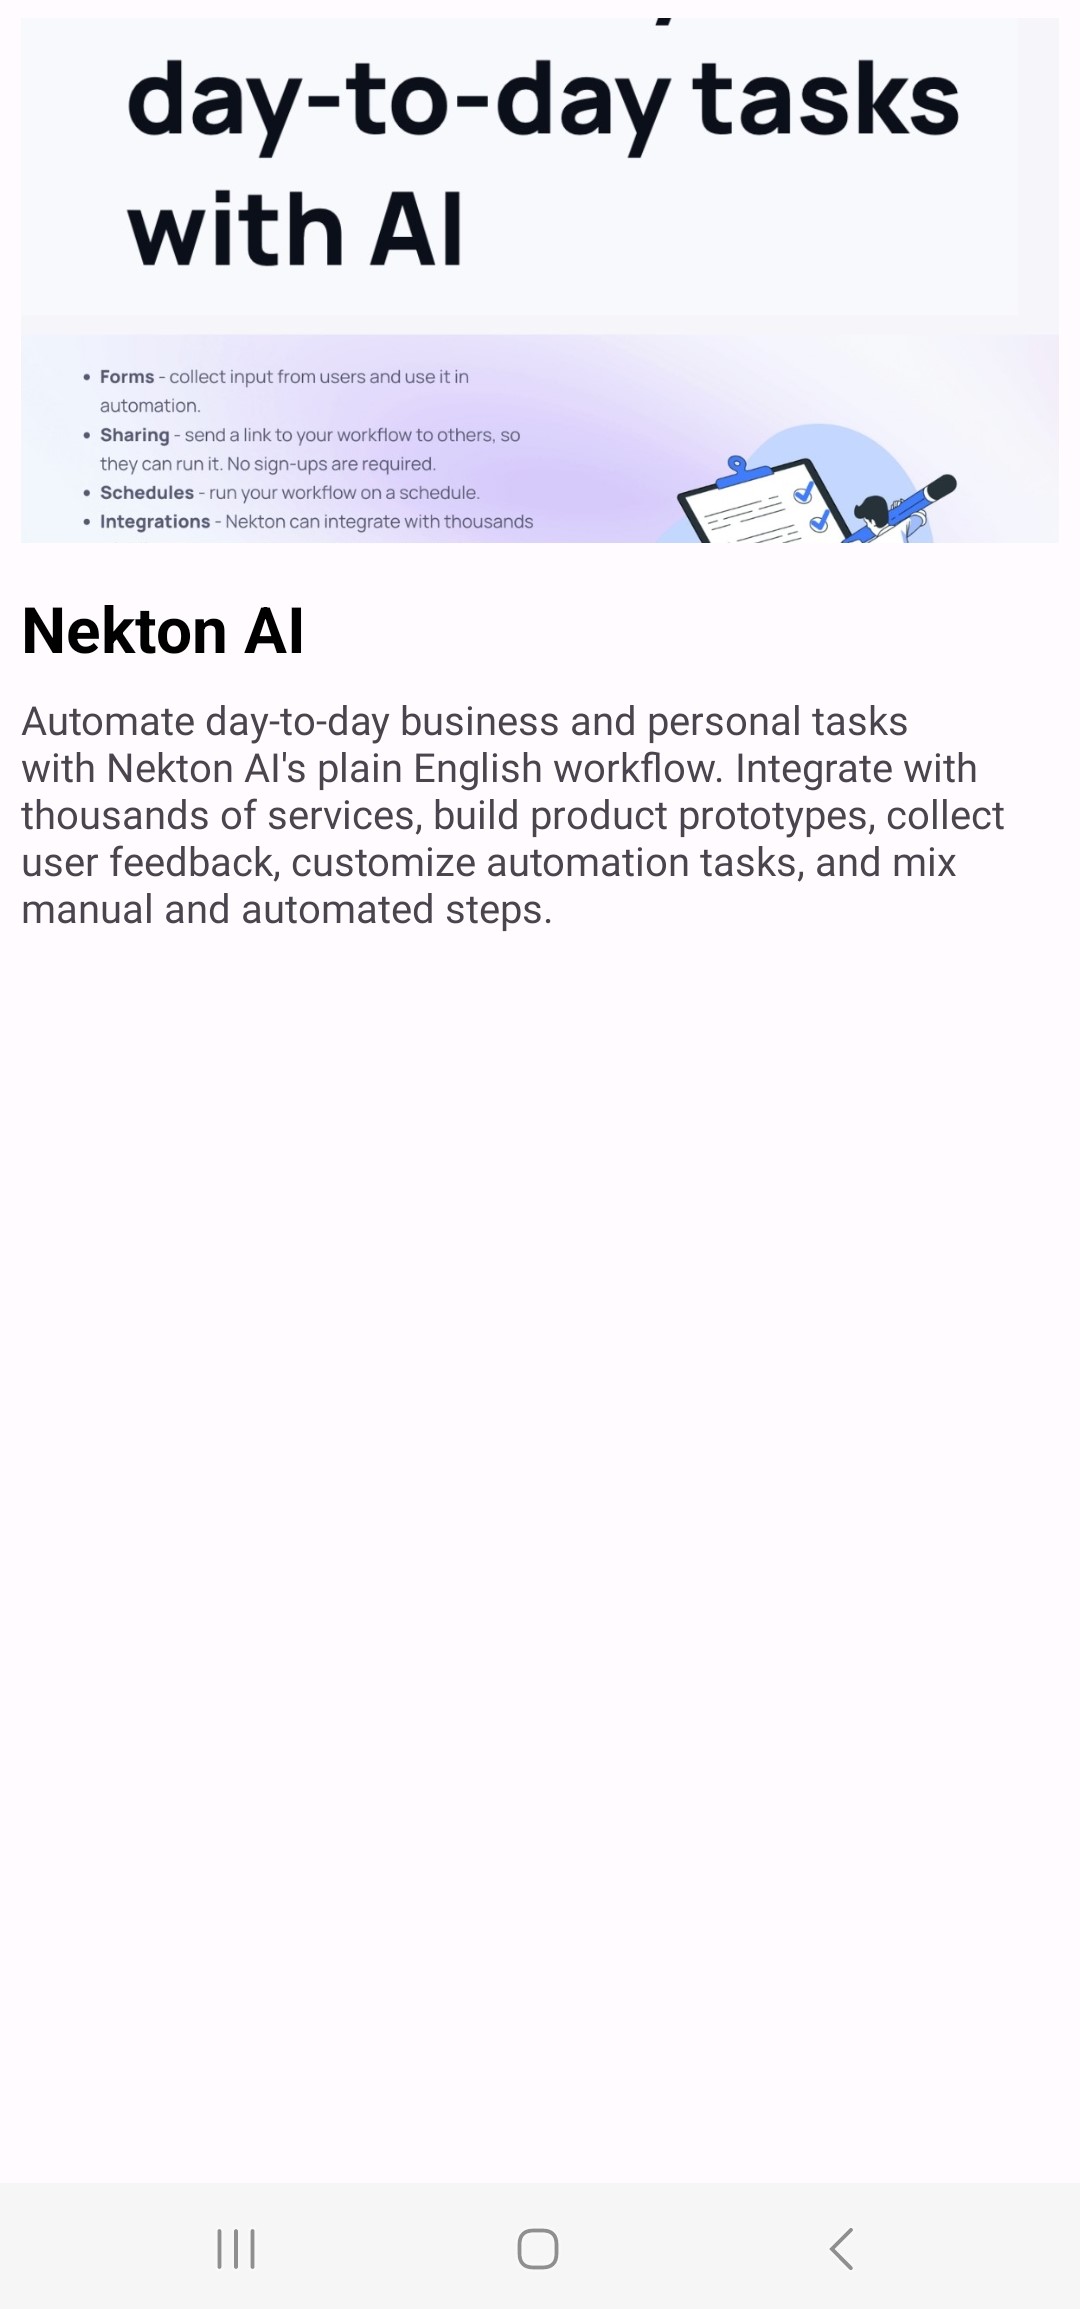 day-to-day tasks
with AI
• Forms - collect input from users and use it in
automation.
• Sharing - send a link to your workflow to others, so
they can run it. No sign-ups are required.
• Schedules - run your workflow on a schedule.
• Integrations - Nekton can integrate with thousands
Nekton AI
Automate day-to-day business and personal tasks
with Nekton AI's plain English workflow. Integrate with
thousands of services, build product prototypes, collect
user feedback, customize automation tasks, and mix
manual and automated steps.